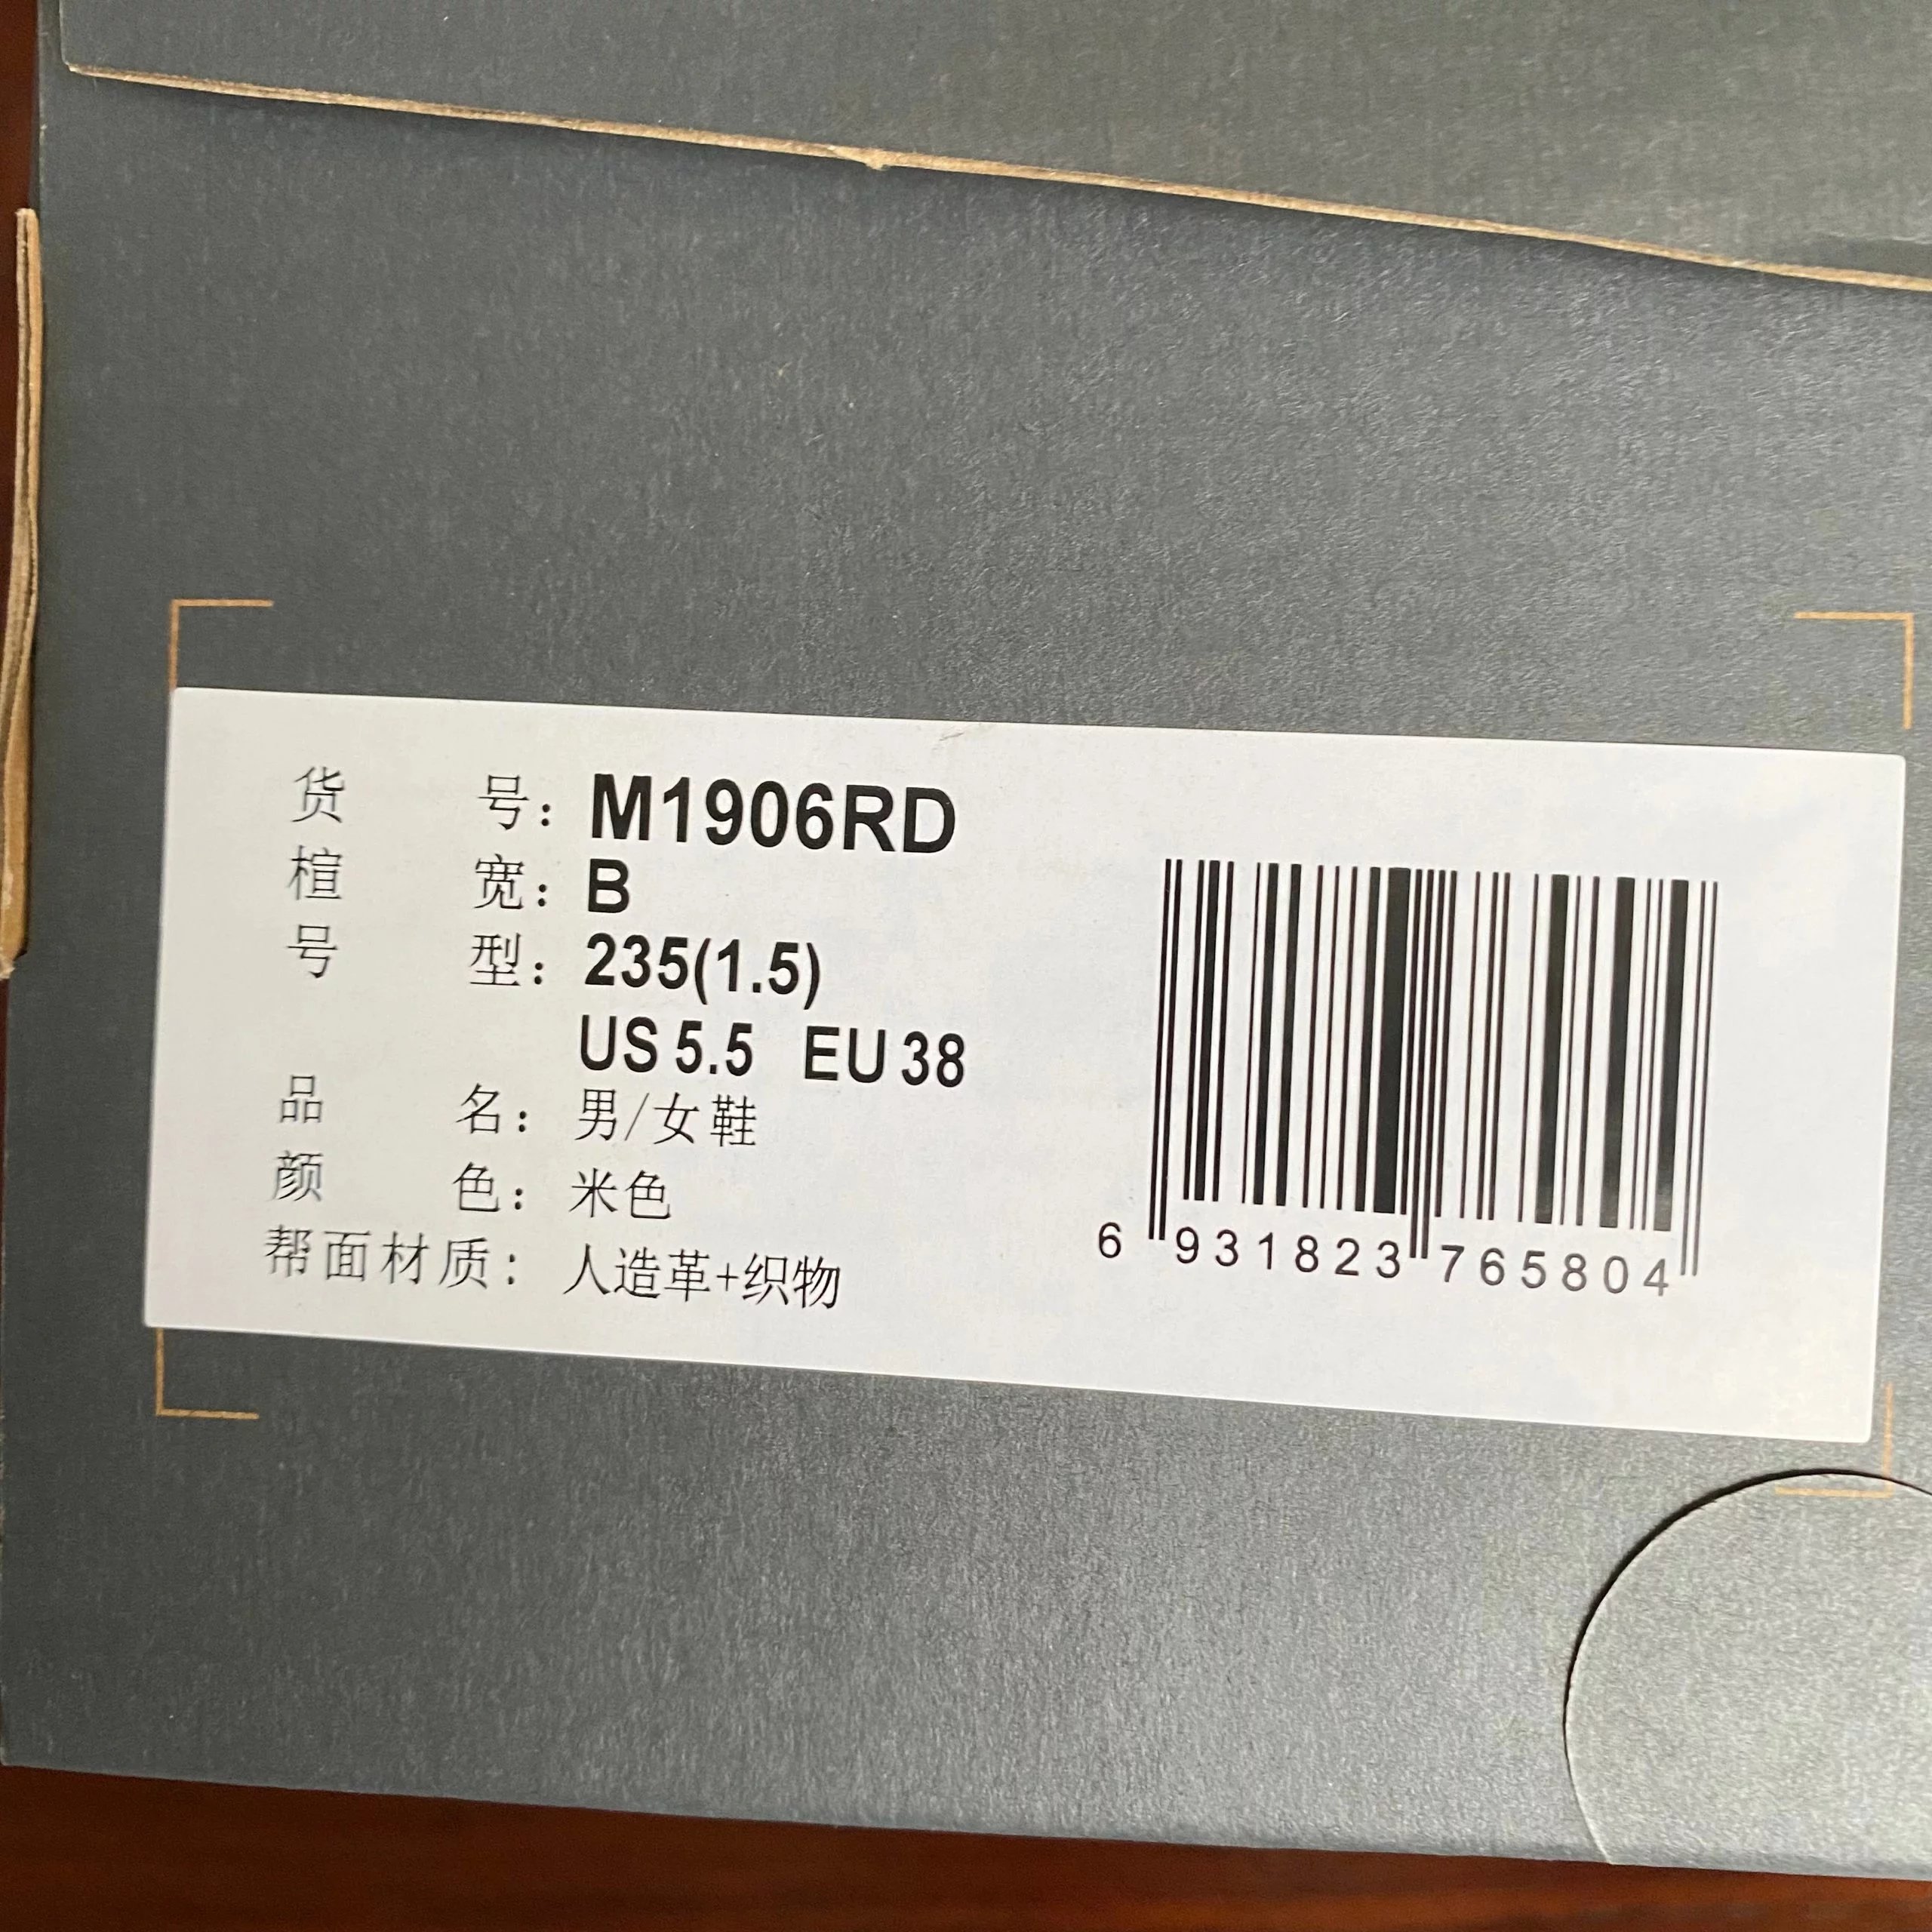 货 号：M1906RD
楦 宽：B
号 型：235(1.5)
US 5.5 EU 38
品 名：男/女鞋
颜 色：米色
帮面材质：人造革+织物
6 931823 765804